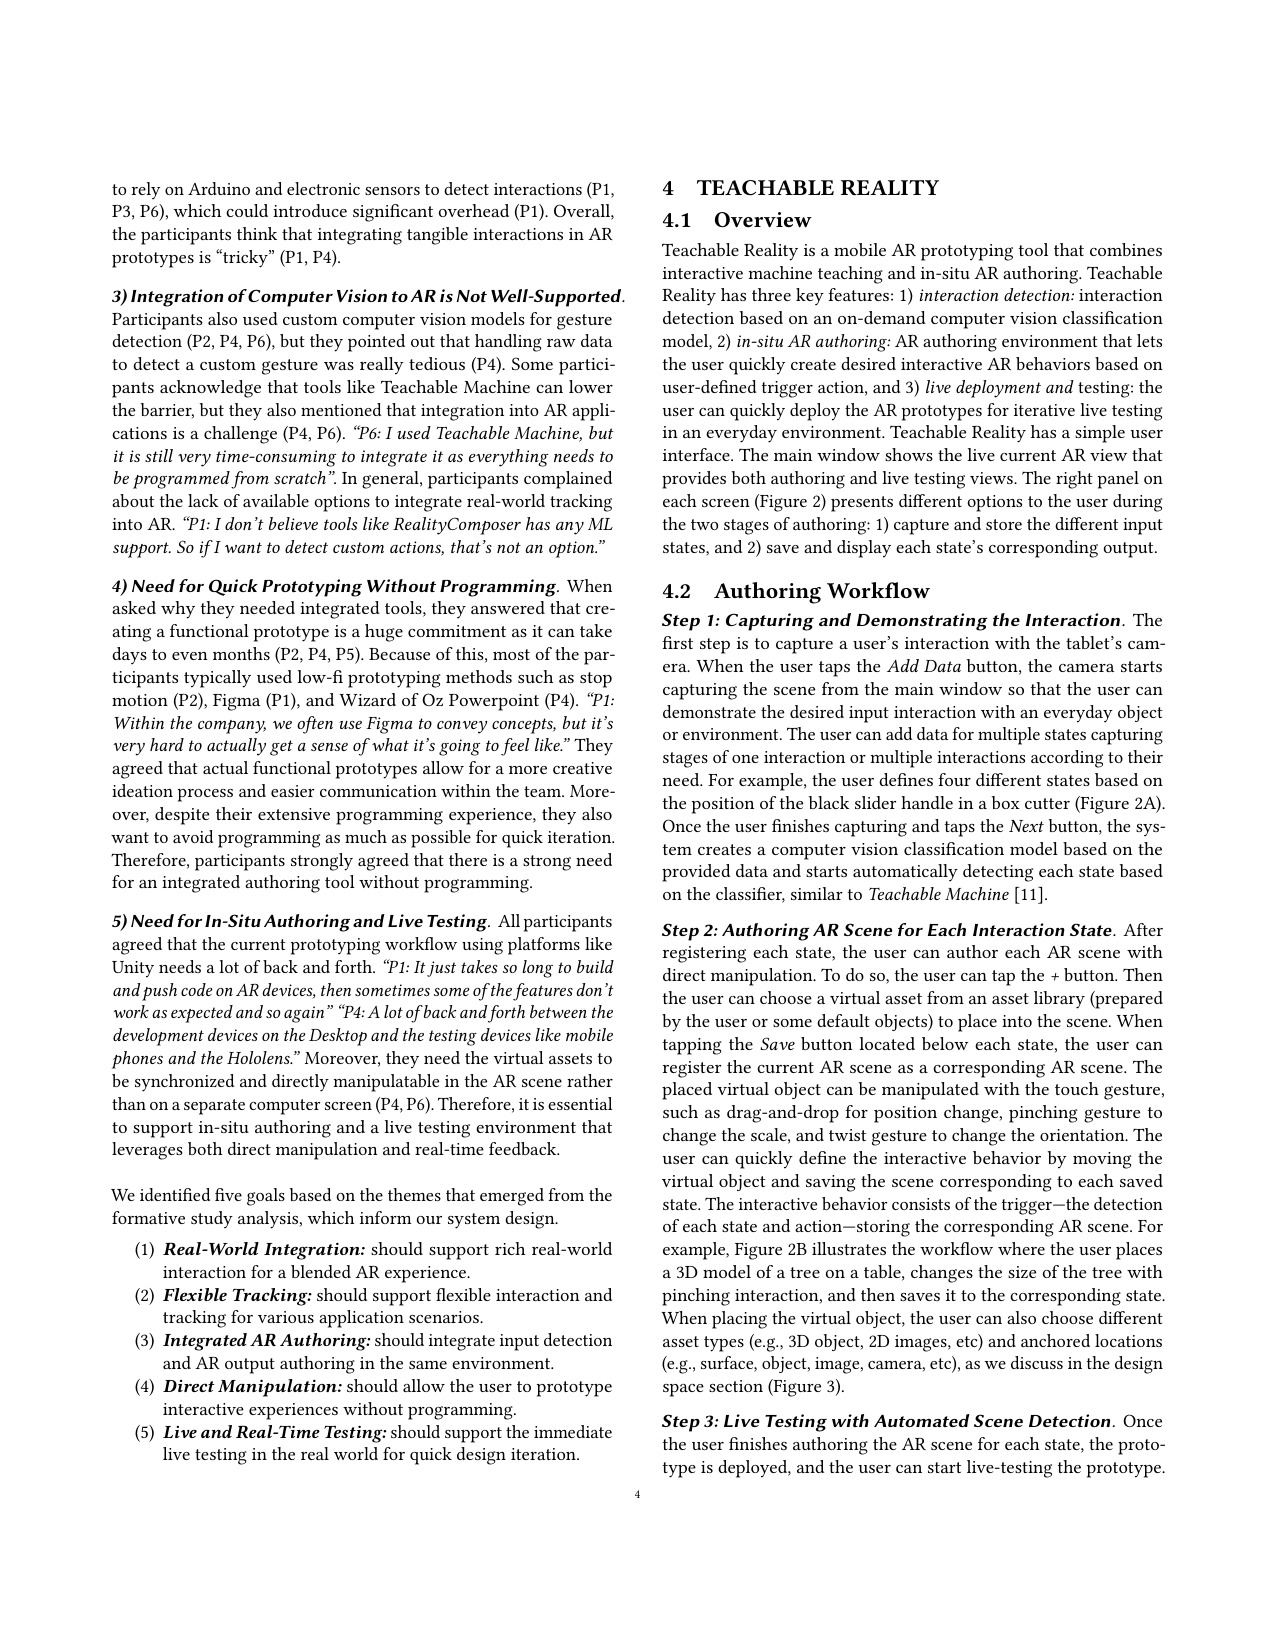 to rely on Arduino and electronic sensors to detect interactions (P1,
P3, P6), which could introduce significant overhead (P1). Overall,
the participants think that integrating tangible interactions in AR
prototypes is “tricky” (P1, P4).
3) Integration of Computer Vision to AR is Not Well-Supported.
Participants also used custom computer vision models for gesture
detection (P2, P4, P6), but they pointed out that handling raw data
to detect a custom gesture was really tedious (P4). Some partici-
pants acknowledge that tools like Teachable Machine can lower
the barrier, but they also mentioned that integration into AR appli-
cations is a challenge (P4, P6). “P6: I used Teachable Machine, but
it is still very time-consuming to integrate it as everything needs to
be programmed from scratch”. In general, participants complained
about the lack of available options to integrate real-world tracking
into AR. “P1: I don’t believe tools like RealityComposer has any ML
support. So if I want to detect custom actions, that’s not an option.”
4) Need for Quick Prototyping Without Programming. When
asked why they needed integrated tools, they answered that cre-
ating a functional prototype is a huge commitment as it can take
days to even months (P2, P4, P5). Because of this, most of the par-
ticipants typically used low-fi prototyping methods such as stop
motion (P2), Figma (P1), and Wizard of Oz Powerpoint (P4). “P1:
Within the company, we often use Figma to convey concepts, but it’s
very hard to actually get a sense of what it’s going to feel like.” They
agreed that actual functional prototypes allow for a more creative
ideation process and easier communication within the team. More-
over, despite their extensive programming experience, they also
want to avoid programming as much as possible for quick iteration.
Therefore, participants strongly agreed that there is a strong need
for an integrated authoring tool without programming.
5) Need for In-Situ Authoring and Live Testing. All participants
agreed that the current prototyping workflow using platforms like
Unity needs a lot of back and forth. “P1: It just takes so long to build
and push code on AR devices, then sometimes some of the features don’t
work as expected and so again” “P4: A lot of back and forth between the
development devices on the Desktop and the testing devices like mobile
phones and the Hololens.” Moreover, they need the virtual assets to
be synchronized and directly manipulatable in the AR scene rather
than on a separate computer screen (P4, P6). Therefore, it is essential
to support in-situ authoring and a live testing environment that
leverages both direct manipulation and real-time feedback.
We identified five goals based on the themes that emerged from the
formative study analysis, which inform our system design.
(1) Real-World Integration: should support rich real-world
interaction for a blended AR experience.
(2) Flexible Tracking: should support flexible interaction and
tracking for various application scenarios.
(3) Integrated AR Authoring: should integrate input detection
and AR output authoring in the same environment.
(4) Direct Manipulation: should allow the user to prototype
interactive experiences without programming.
(5) Live and Real-Time Testing: should support the immediate
live testing in the real world for quick design iteration.
4 TEACHABLE REALITY
4.1 Overview
Teachable Reality is a mobile AR prototyping tool that combines
interactive machine teaching and in-situ AR authoring. Teachable
Reality has three key features: 1) interaction detection: interaction
detection based on an on-demand computer vision classification
model, 2) in-situ AR authoring: AR authoring environment that lets
the user quickly create desired interactive AR behaviors based on
user-defined trigger action, and 3) live deployment and testing: the
user can quickly deploy the AR prototypes for iterative live testing
in an everyday environment. Teachable Reality has a simple user
interface. The main window shows the live current AR view that
provides both authoring and live testing views. The right panel on
each screen (Figure 2) presents different options to the user during
the two stages of authoring: 1) capture and store the different input
states, and 2) save and display each state’s corresponding output.
4.2 Authoring Workflow
Step 1: Capturing and Demonstrating the Interaction. The
first step is to capture a user’s interaction with the tablet’s cam-
era. When the user taps the Add Data button, the camera starts
capturing the scene from the main window so that the user can
demonstrate the desired input interaction with an everyday object
or environment. The user can add data for multiple states capturing
stages of one interaction or multiple interactions according to their
need. For example, the user defines four different states based on
the position of the black slider handle in a box cutter (Figure 2A).
Once the user finishes capturing and taps the Next button, the sys-
tem creates a computer vision classification model based on the
provided data and starts automatically detecting each state based
on the classifier, similar to Teachable Machine [11].
Step 2: Authoring AR Scene for Each Interaction State. After
registering each state, the user can author each AR scene with
direct manipulation. To do so, the user can tap the + button. Then
the user can choose a virtual asset from an asset library (prepared
by the user or some default objects) to place into the scene. When
tapping the Save button located below each state, the user can
register the current AR scene as a corresponding AR scene. The
placed virtual object can be manipulated with the touch gesture,
such as drag-and-drop for position change, pinching gesture to
change the scale, and twist gesture to change the orientation. The
user can quickly define the interactive behavior by moving the
virtual object and saving the scene corresponding to each saved
state. The interactive behavior consists of the trigger—the detection
of each state and action—storing the corresponding AR scene. For
example, Figure 2B illustrates the workflow where the user places
a 3D model of a tree on a table, changes the size of the tree with
pinching interaction, and then saves it to the corresponding state.
When placing the virtual object, the user can also choose different
asset types (e.g., 3D object, 2D images, etc) and anchored locations
(e.g., surface, object, image, camera, etc), as we discuss in the design
space section (Figure 3).
Step 3: Live Testing with Automated Scene Detection. Once
the user finishes authoring the AR scene for each state, the proto-
type is deployed, and the user can start live-testing the prototype.
4